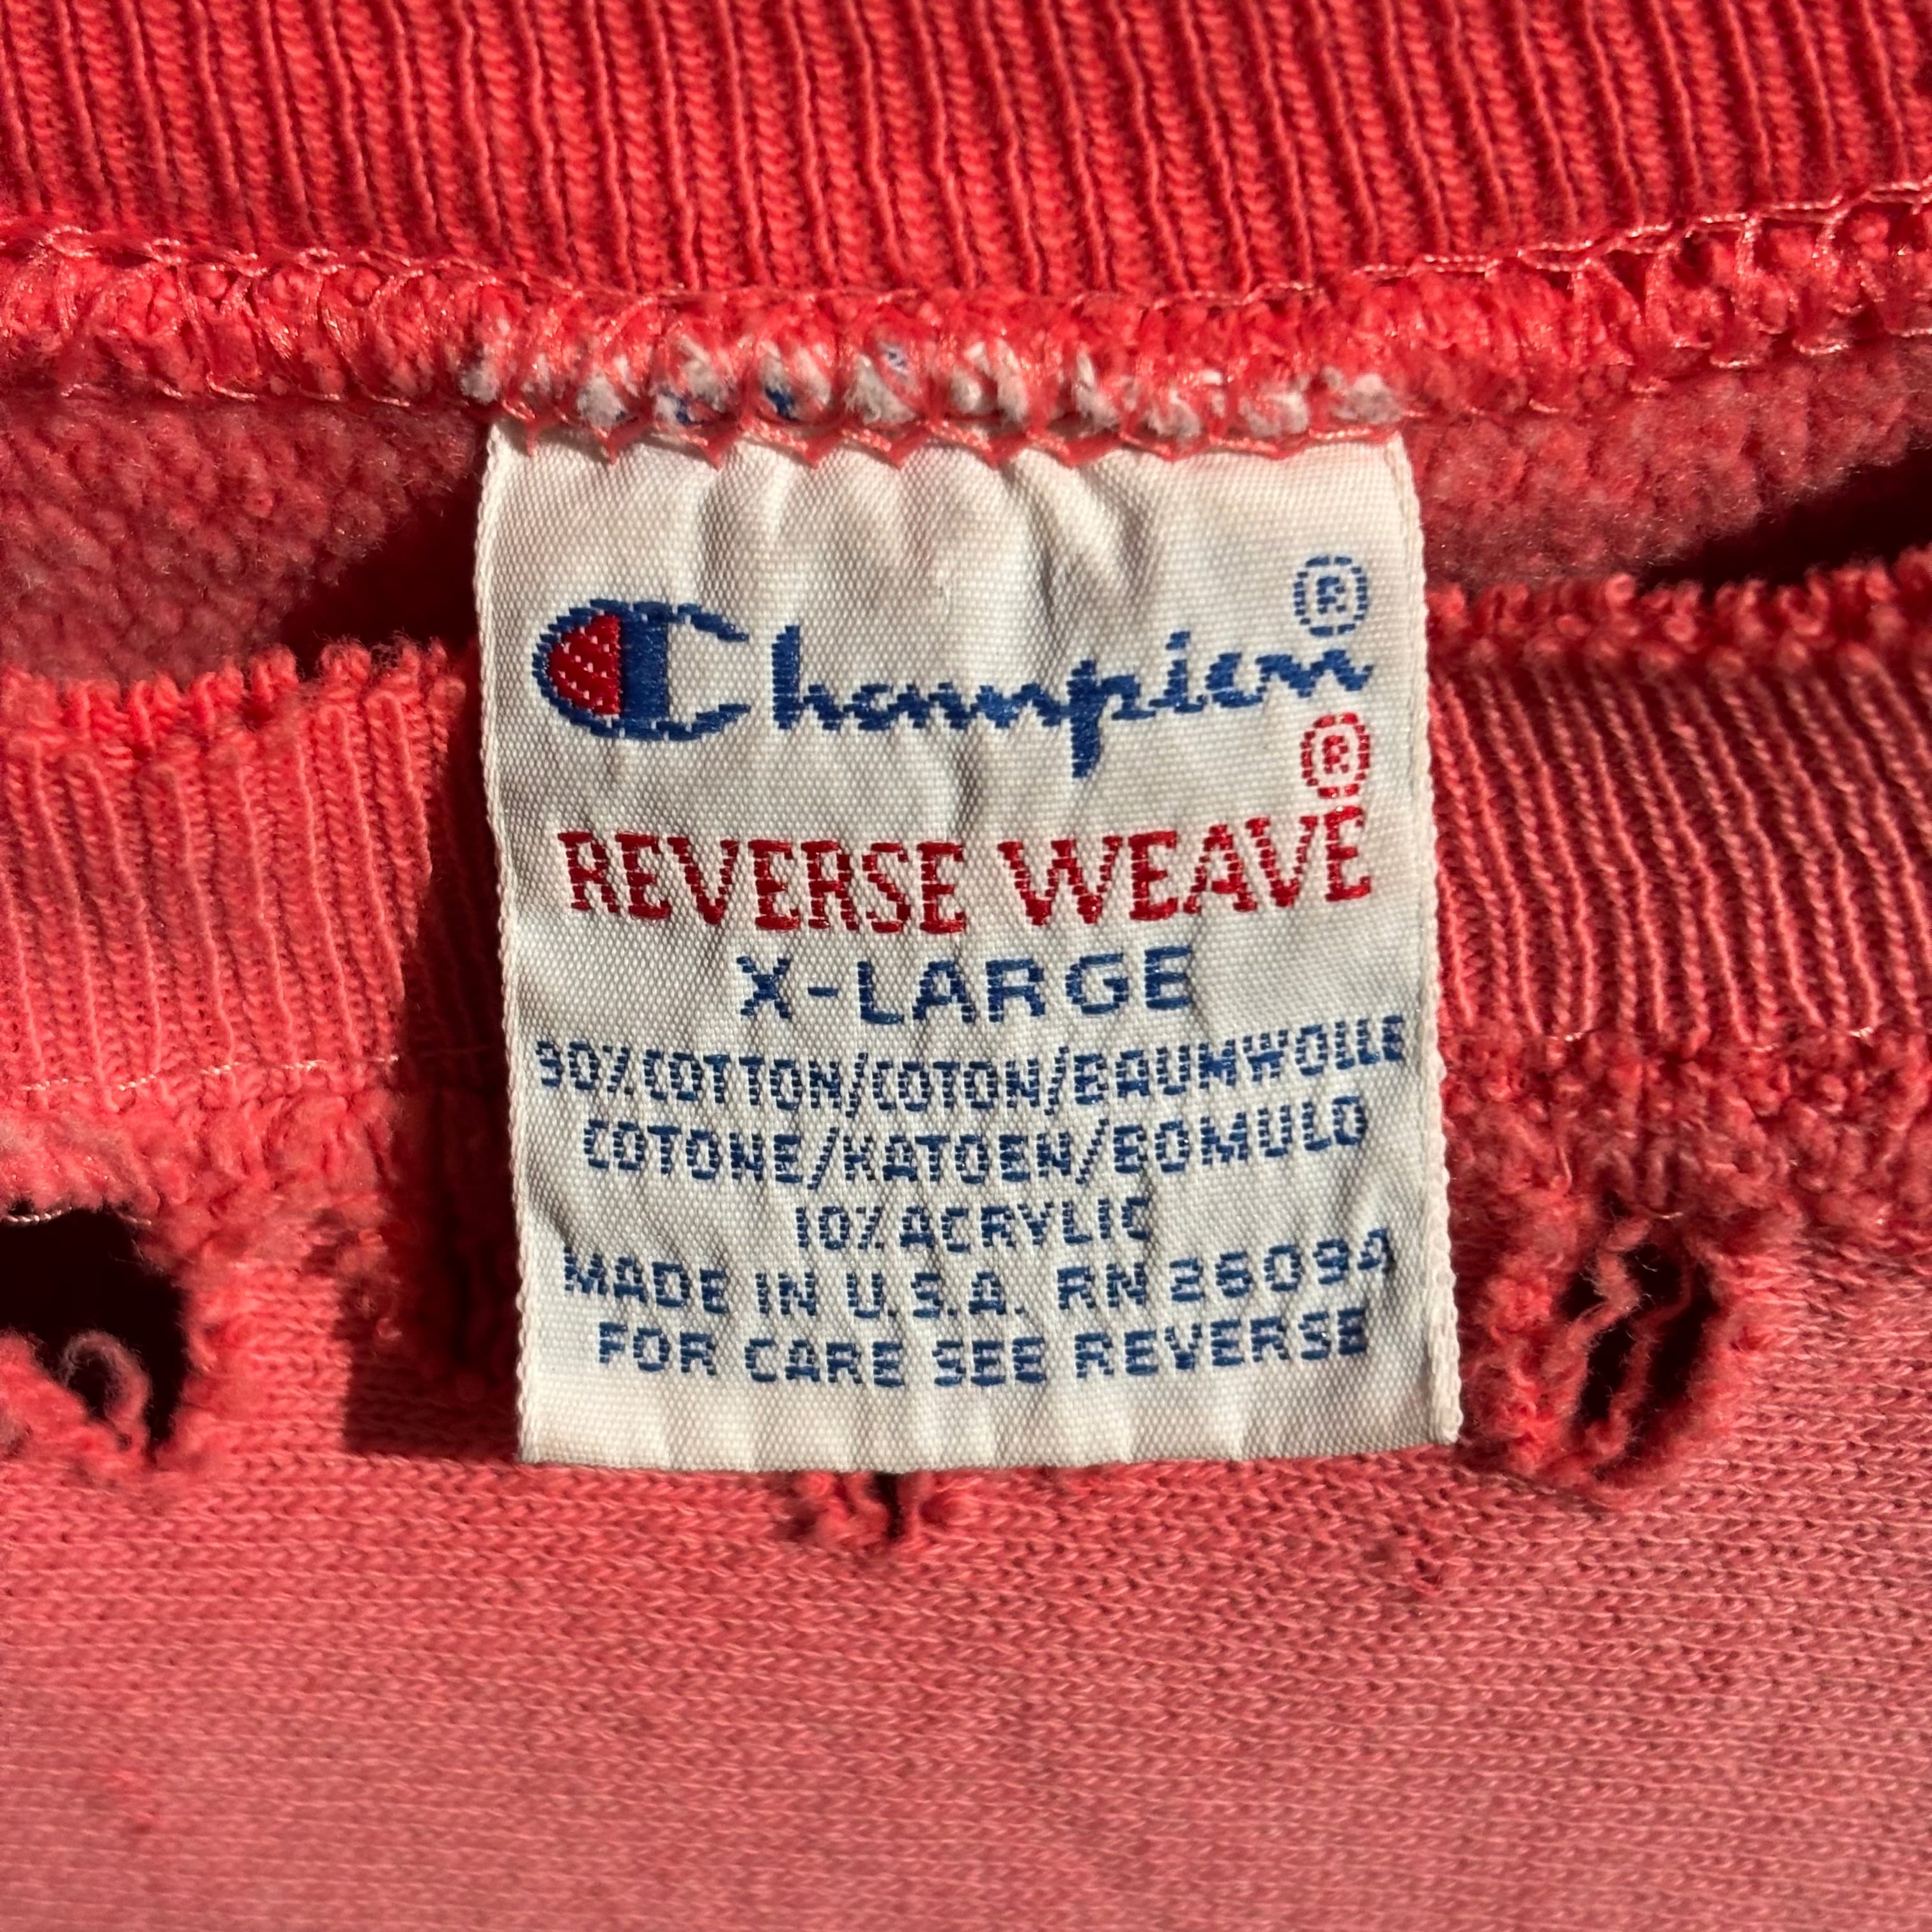 Champion®
REVERSE WEAVE®
X-LARGE
90% COTTON/COTON/BAUMWOLLE
COTONE/KATOEN/BOMULD
10% ACRYLIC
MADE IN U.S.A. RN 26094
FOR CARE SEE REVERSE